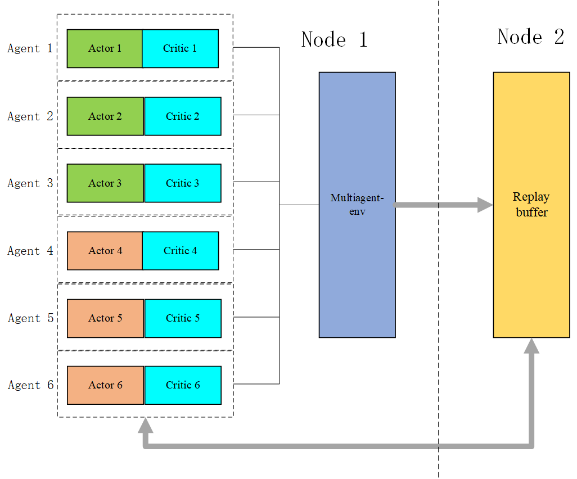 Node 1
Node 2
Agent 1
Actor 1
Critic 1
Agent 2
Actor 2
Critic 2
Agent 3
Actor 3
Critic 3
Agent 4
Actor 4
Critic 4
Agent 5
Actor 5
Critic 5
Agent 6
Actor 6
Critic 6
Multiagent-
env
Replay
buffer